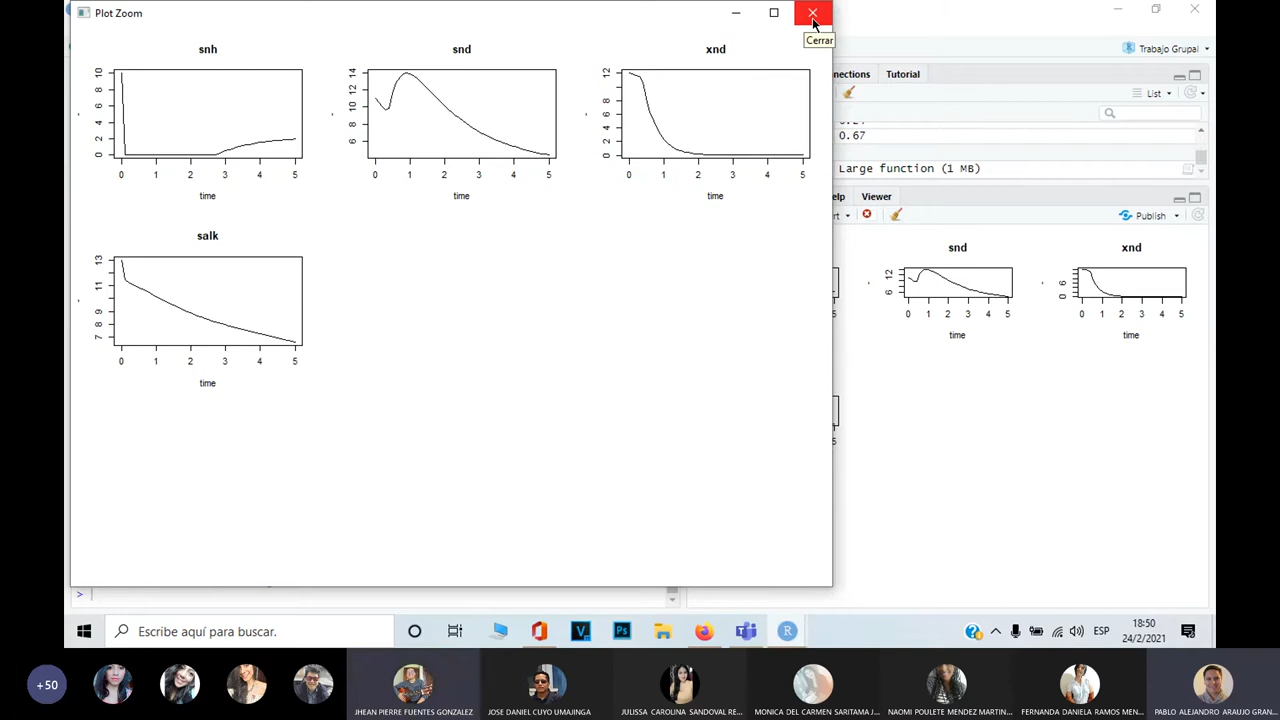 Plot Zoom
Cerrar
Trabajo Grupal
nections
Tutorial
List
0.67
Large function (1 MB)
elp
Viewer
rt
Publish
snh
10
8
6
4
2
0
0 1 2 3 4 5
time
snd
14
12
10
8
6
0 1 2 3 4 5
time
xnd
12
8
6
4
2
0
0 1 2 3 4 5
time
salk
13
11
9
8
7
0 1 2 3 4 5
time
snd
12
6
0 1 2 3 4 5
time
xnd
6
0
0 1 2 3 4 5
time
5
5
>
Escribe aquí para buscar.
ESP
18:50
24/2/2021
+50
JHEAN PIERRE FUENTES GONZALEZ
JOSE DANIEL CUYO UMAJINGA
JULISSA CAROLINA SANDOVAL RE...
MONICA DEL CARMEN SARITAMA J...
NAOMI POULETE MENDEZ MARTIN...
FERNANDA DANIELA RAMOS MEN...
PABLO ALEJANDRO ARAUJO GRAN...